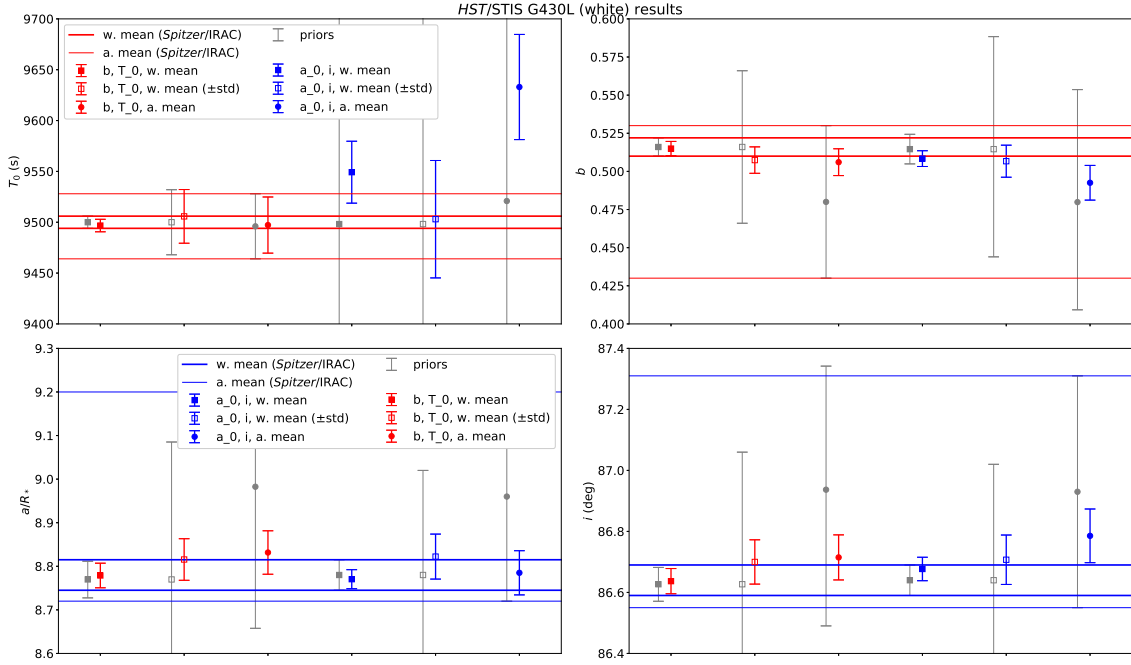 HST/STIS G430L (white) results
9700
9650
9600
9550
9500
9450
9400
T₀ (s)
w. mean (Spitzer/IRAC)
a. mean (Spitzer/IRAC)
b, T_0, w. mean
b, T_0, w. mean (±std)
b, T_0, a. mean
priors
a_0, i, w. mean
a_0, i, w. mean (±std)
a_0, i, a. mean
0.600
0.575
0.550
0.525
0.500
0.475
0.450
0.425
0.400
b
9.3
9.2
9.1
9.0
8.9
8.8
8.7
8.6
a/R*
w. mean (Spitzer/IRAC)
a. mean (Spitzer/IRAC)
a_0, i, w. mean
a_0, i, w. mean (±std)
a_0, i, a. mean
priors
b, T_0, w. mean
b, T_0, w. mean (±std)
b, T_0, a. mean
87.4
87.2
87.0
86.8
86.6
86.4
i (deg)